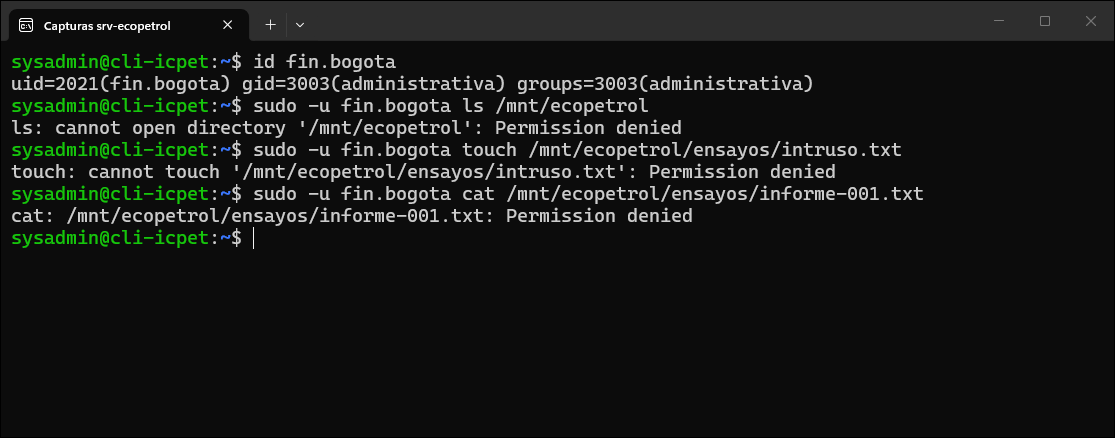 Capturas srv-ecopetrol
sysadmin@cli-icpet:~$ id fin.bogota
uid=2021(fin.bogota) gid=3003(administrativa) groups=3003(administrativa)
sysadmin@cli-icpet:~$ sudo -u fin.bogota ls /mnt/ecopetrol
ls: cannot open directory '/mnt/ecopetrol': Permission denied
sysadmin@cli-icpet:~$ sudo -u fin.bogota touch /mnt/ecopetrol/ensayos/intruso.txt
touch: cannot touch '/mnt/ecopetrol/ensayos/intruso.txt': Permission denied
sysadmin@cli-icpet:~$ sudo -u fin.bogota cat /mnt/ecopetrol/ensayos/informe-001.txt
cat: /mnt/ecopetrol/ensayos/informe-001.txt: Permission denied
sysadmin@cli-icpet:~$